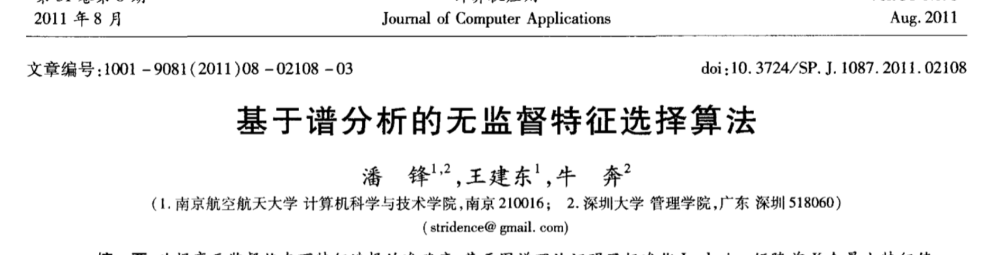 2011 年 8 月 Journal of Computer Applications Aug. 2011
文章编号:1001－9081(2011)08－02108－03 doi:10.3724/SP.J.1087.2011.02108
基于谱分析的无监督特征选择算法
潘 锋1,2,王建东1,牛 奔2
(1.南京航空航天大学 计算机科学与技术学院,南京 210016; 2.深圳大学 管理学院,广东 深圳 518060)
(stridence@gmail.com)